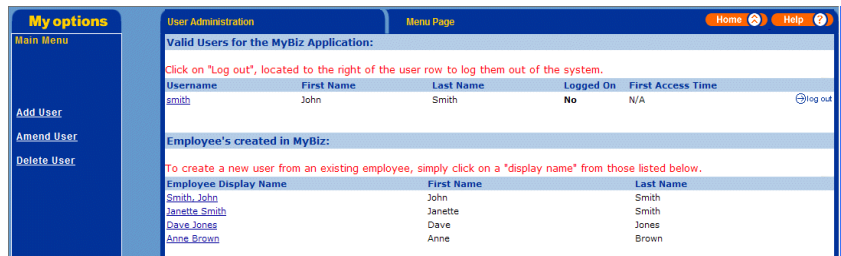 My options User Administration Menu Page Home Help ?
Main Menu
Valid Users for the MyBiz Application:
Click on "Log out", located to the right of the user row to log them out of the system.
Username First Name Last Name Logged On First Access Time
smith John Smith No N/A log out
Add User
Amend User
Employee's created in MyBiz:
Delete User
To create a new user from an existing employee, simply click on a "display name" from those listed below.
Employee Display Name First Name Last Name
Smith, John John Smith
Janette Smith Janette Smith
Dave Jones Dave Jones
Anne Brown Anne Brown